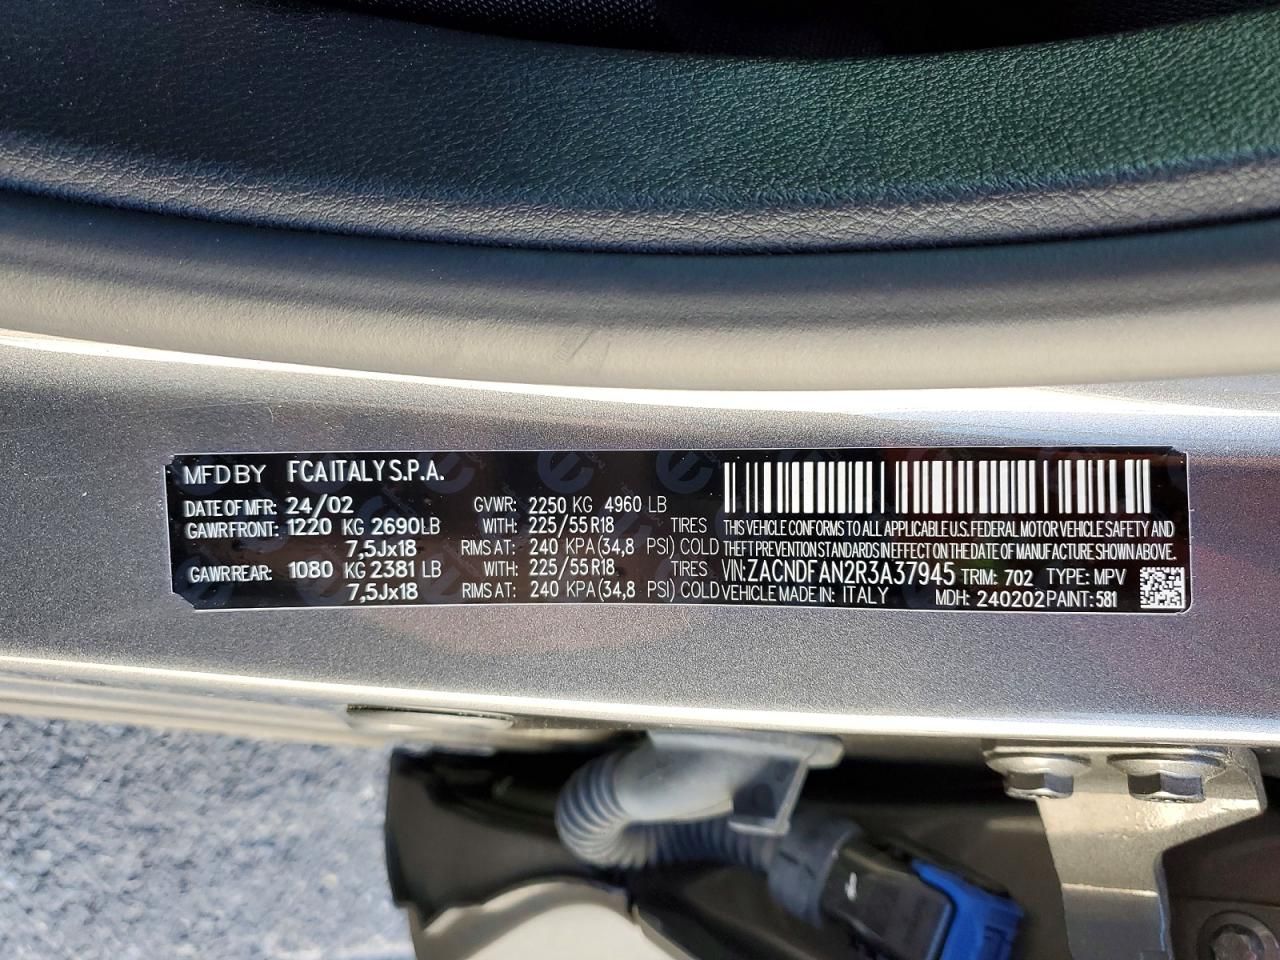 MFD BY FCA ITALY S.P.A.
DATE OF MFR: 24/02 GVWR: 2250 KG 4960 LB
GAWR FRONT: 1220 KG 2690 LB WITH: 225/55 R18 TIRES
7,5Jx18 RIMS AT: 240 KPA (34,8 PSI) COLD
GAWR REAR: 1080 KG 2381 LB WITH: 225/55 R18 TIRES
7,5Jx18 RIMS AT: 240 KPA (34,8 PSI) COLD
THIS VEHICLE CONFORMS TO ALL APPLICABLE U.S. FEDERAL MOTOR VEHICLE SAFETY AND
THEFT PREVENTION STANDARDS IN EFFECT ON THE DATE OF MANUFACTURE SHOWN ABOVE.
VIN: ZACNDFAN2R3A37945 TRIM: 702 TYPE: MPV
VEHICLE MADE IN: ITALY MDH: 240202 PAINT: 581